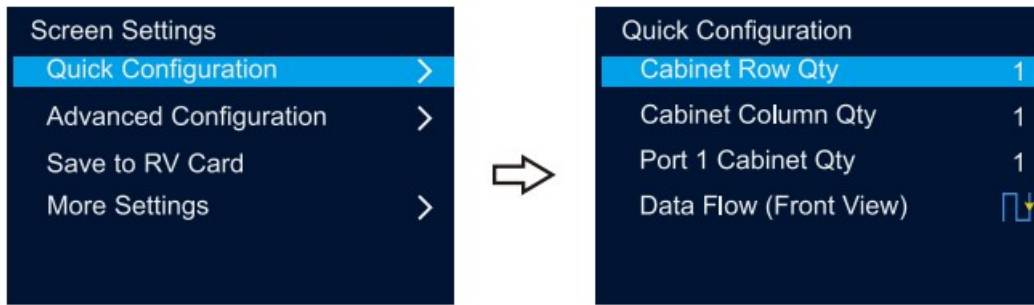 Screen Settings
Quick Configuration
Advanced Configuration
Save to RV Card
More Settings
Quick Configuration
Cabinet Row Qty 1
Cabinet Column Qty 1
Port 1 Cabinet Qty 1
Data Flow (Front View)